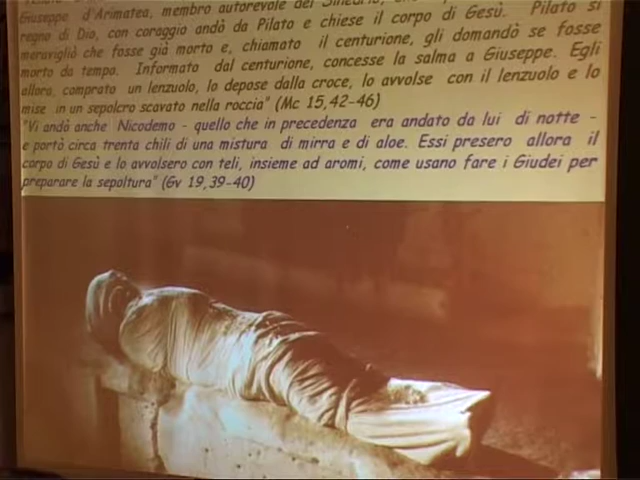 Giuseppe d'Arimatea, membro autorevole del Sinedrio,
regno di Dio, con coraggio andò da Pilato e chiese il corpo di Gesù. Pilato si
meravigliò che fosse già morto e, chiamato il centurione, gli domandò se fosse
morto da tempo. Informato dal centurione, concesse la salma a Giuseppe. Egli
allora, comprato un lenzuolo, lo depose dalla croce, lo avvolse con il lenzuolo e lo
mise in un sepolcro scavato nella roccia" (Mc 15,42-46)
"Vi andò anche Nicodemo - quello che in precedenza era andato da lui di notte -
e portò circa trenta chili di una mistura di mirra e di aloe. Essi presero allora il
corpo di Gesù e lo avvolsero con teli, insieme ad aromi, come usano fare i Giudei per
preparare la sepoltura" (Gv 19,39-40)